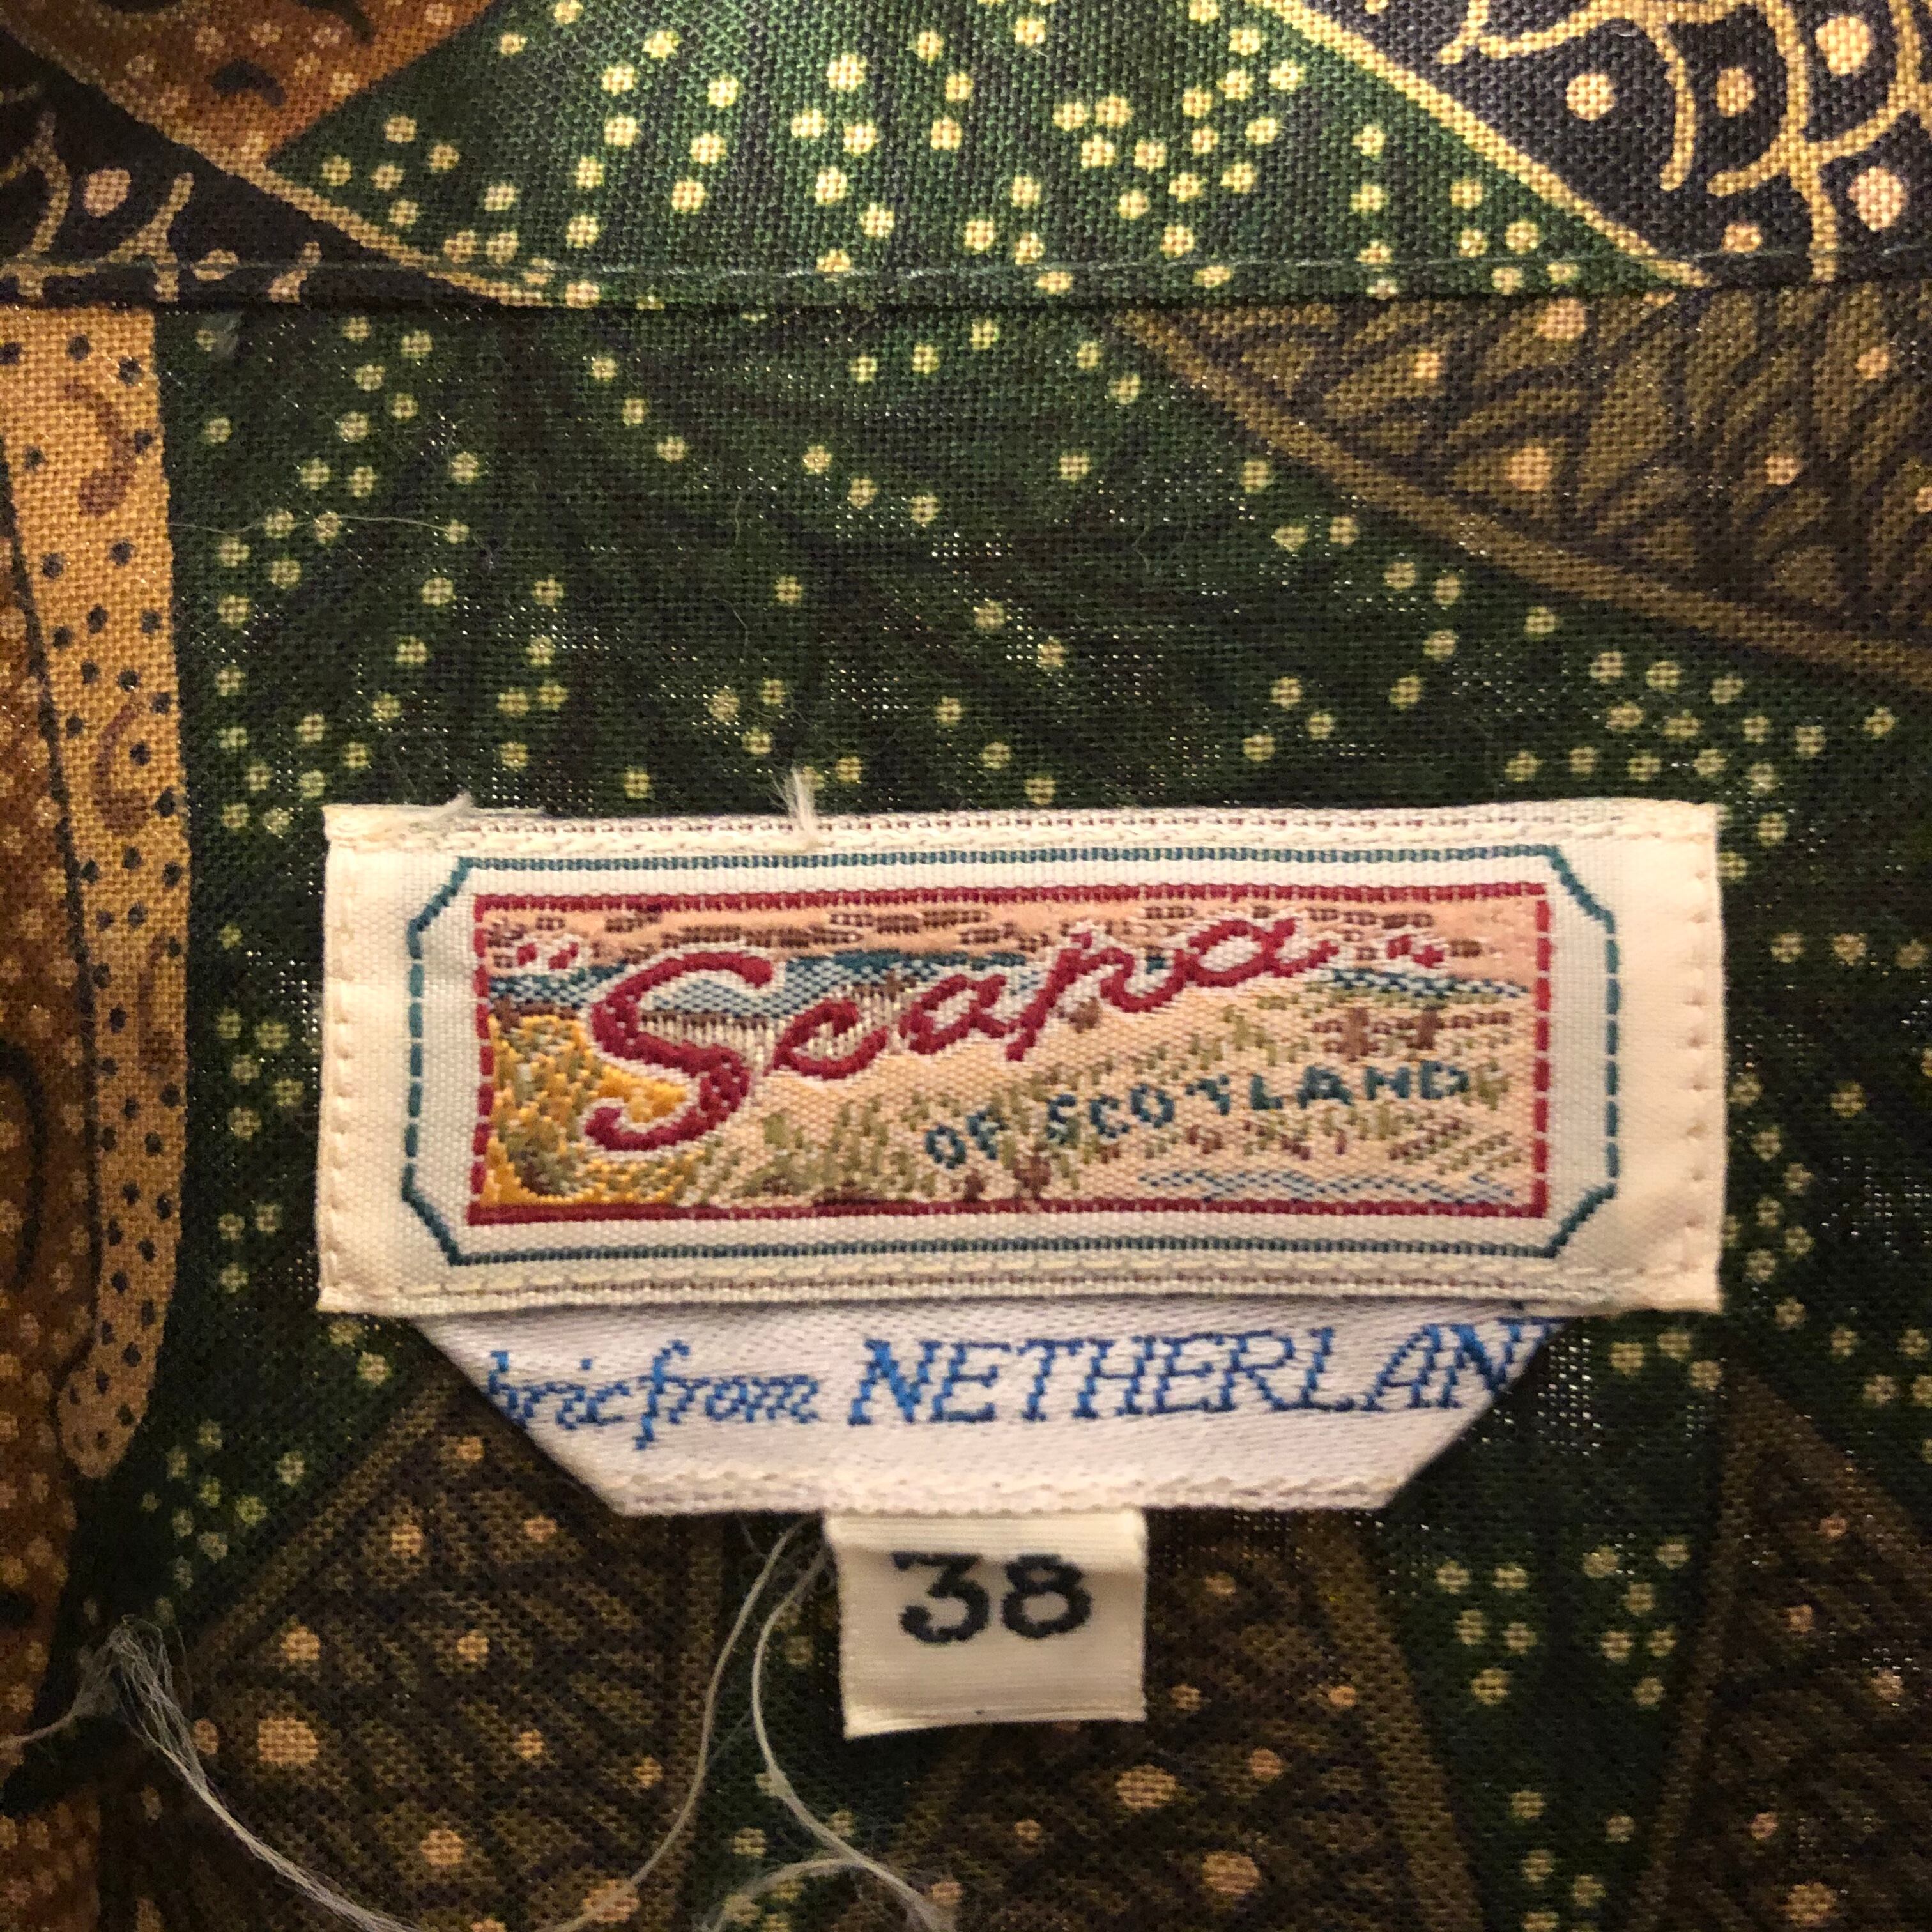 "Scapa"
OF SCOTLAND
bric from NETHERLAN
38